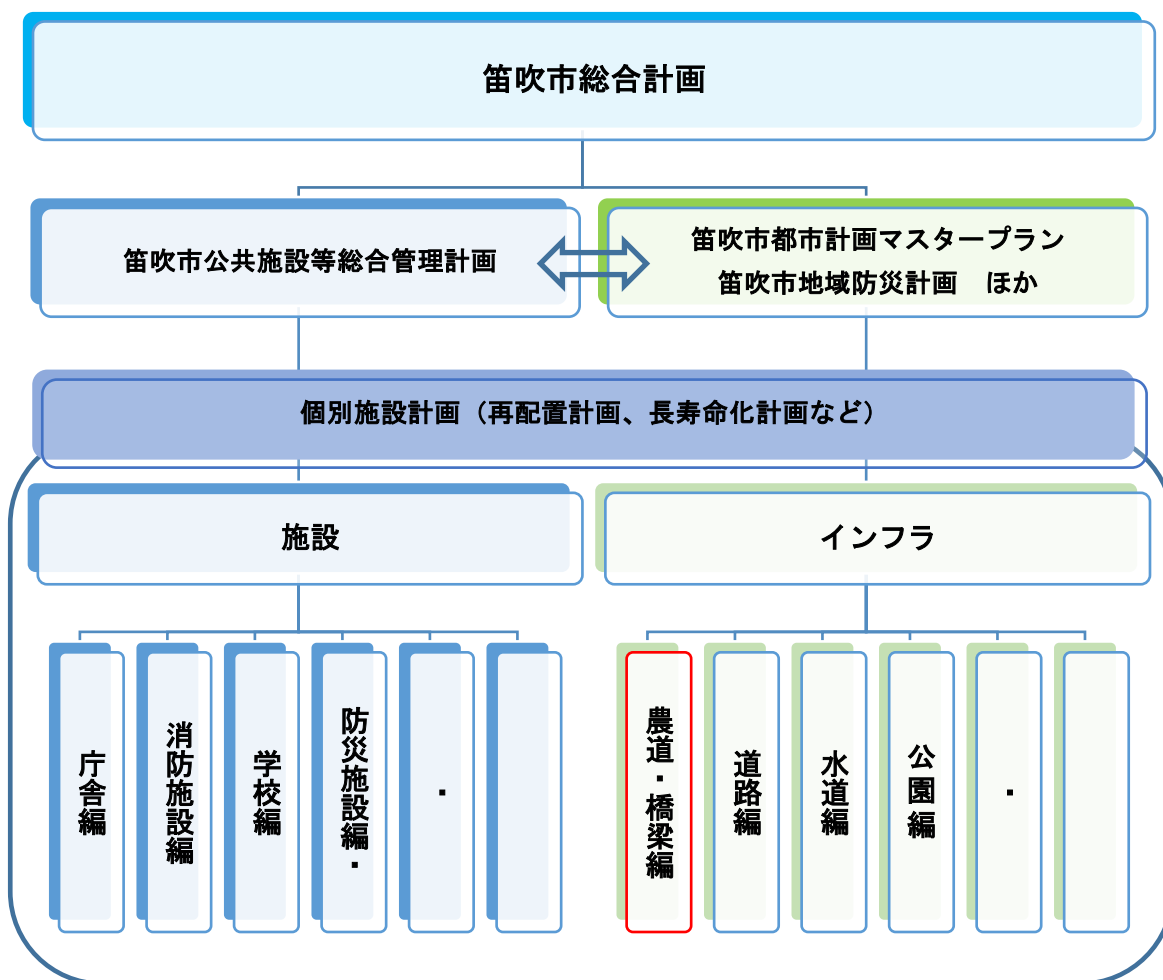 笛吹市総合計画
笛吹市公共施設等総合管理計画
笛吹市都市計画マスタープラン
笛吹市地域防災計画　ほか
個別施設計画（再配置計画、長寿命化計画など）
施設
インフラ
庁舎編
消防施設編
学校編
防災施設編・
・
農道・橋梁編
道路編
水道編
公園編
・